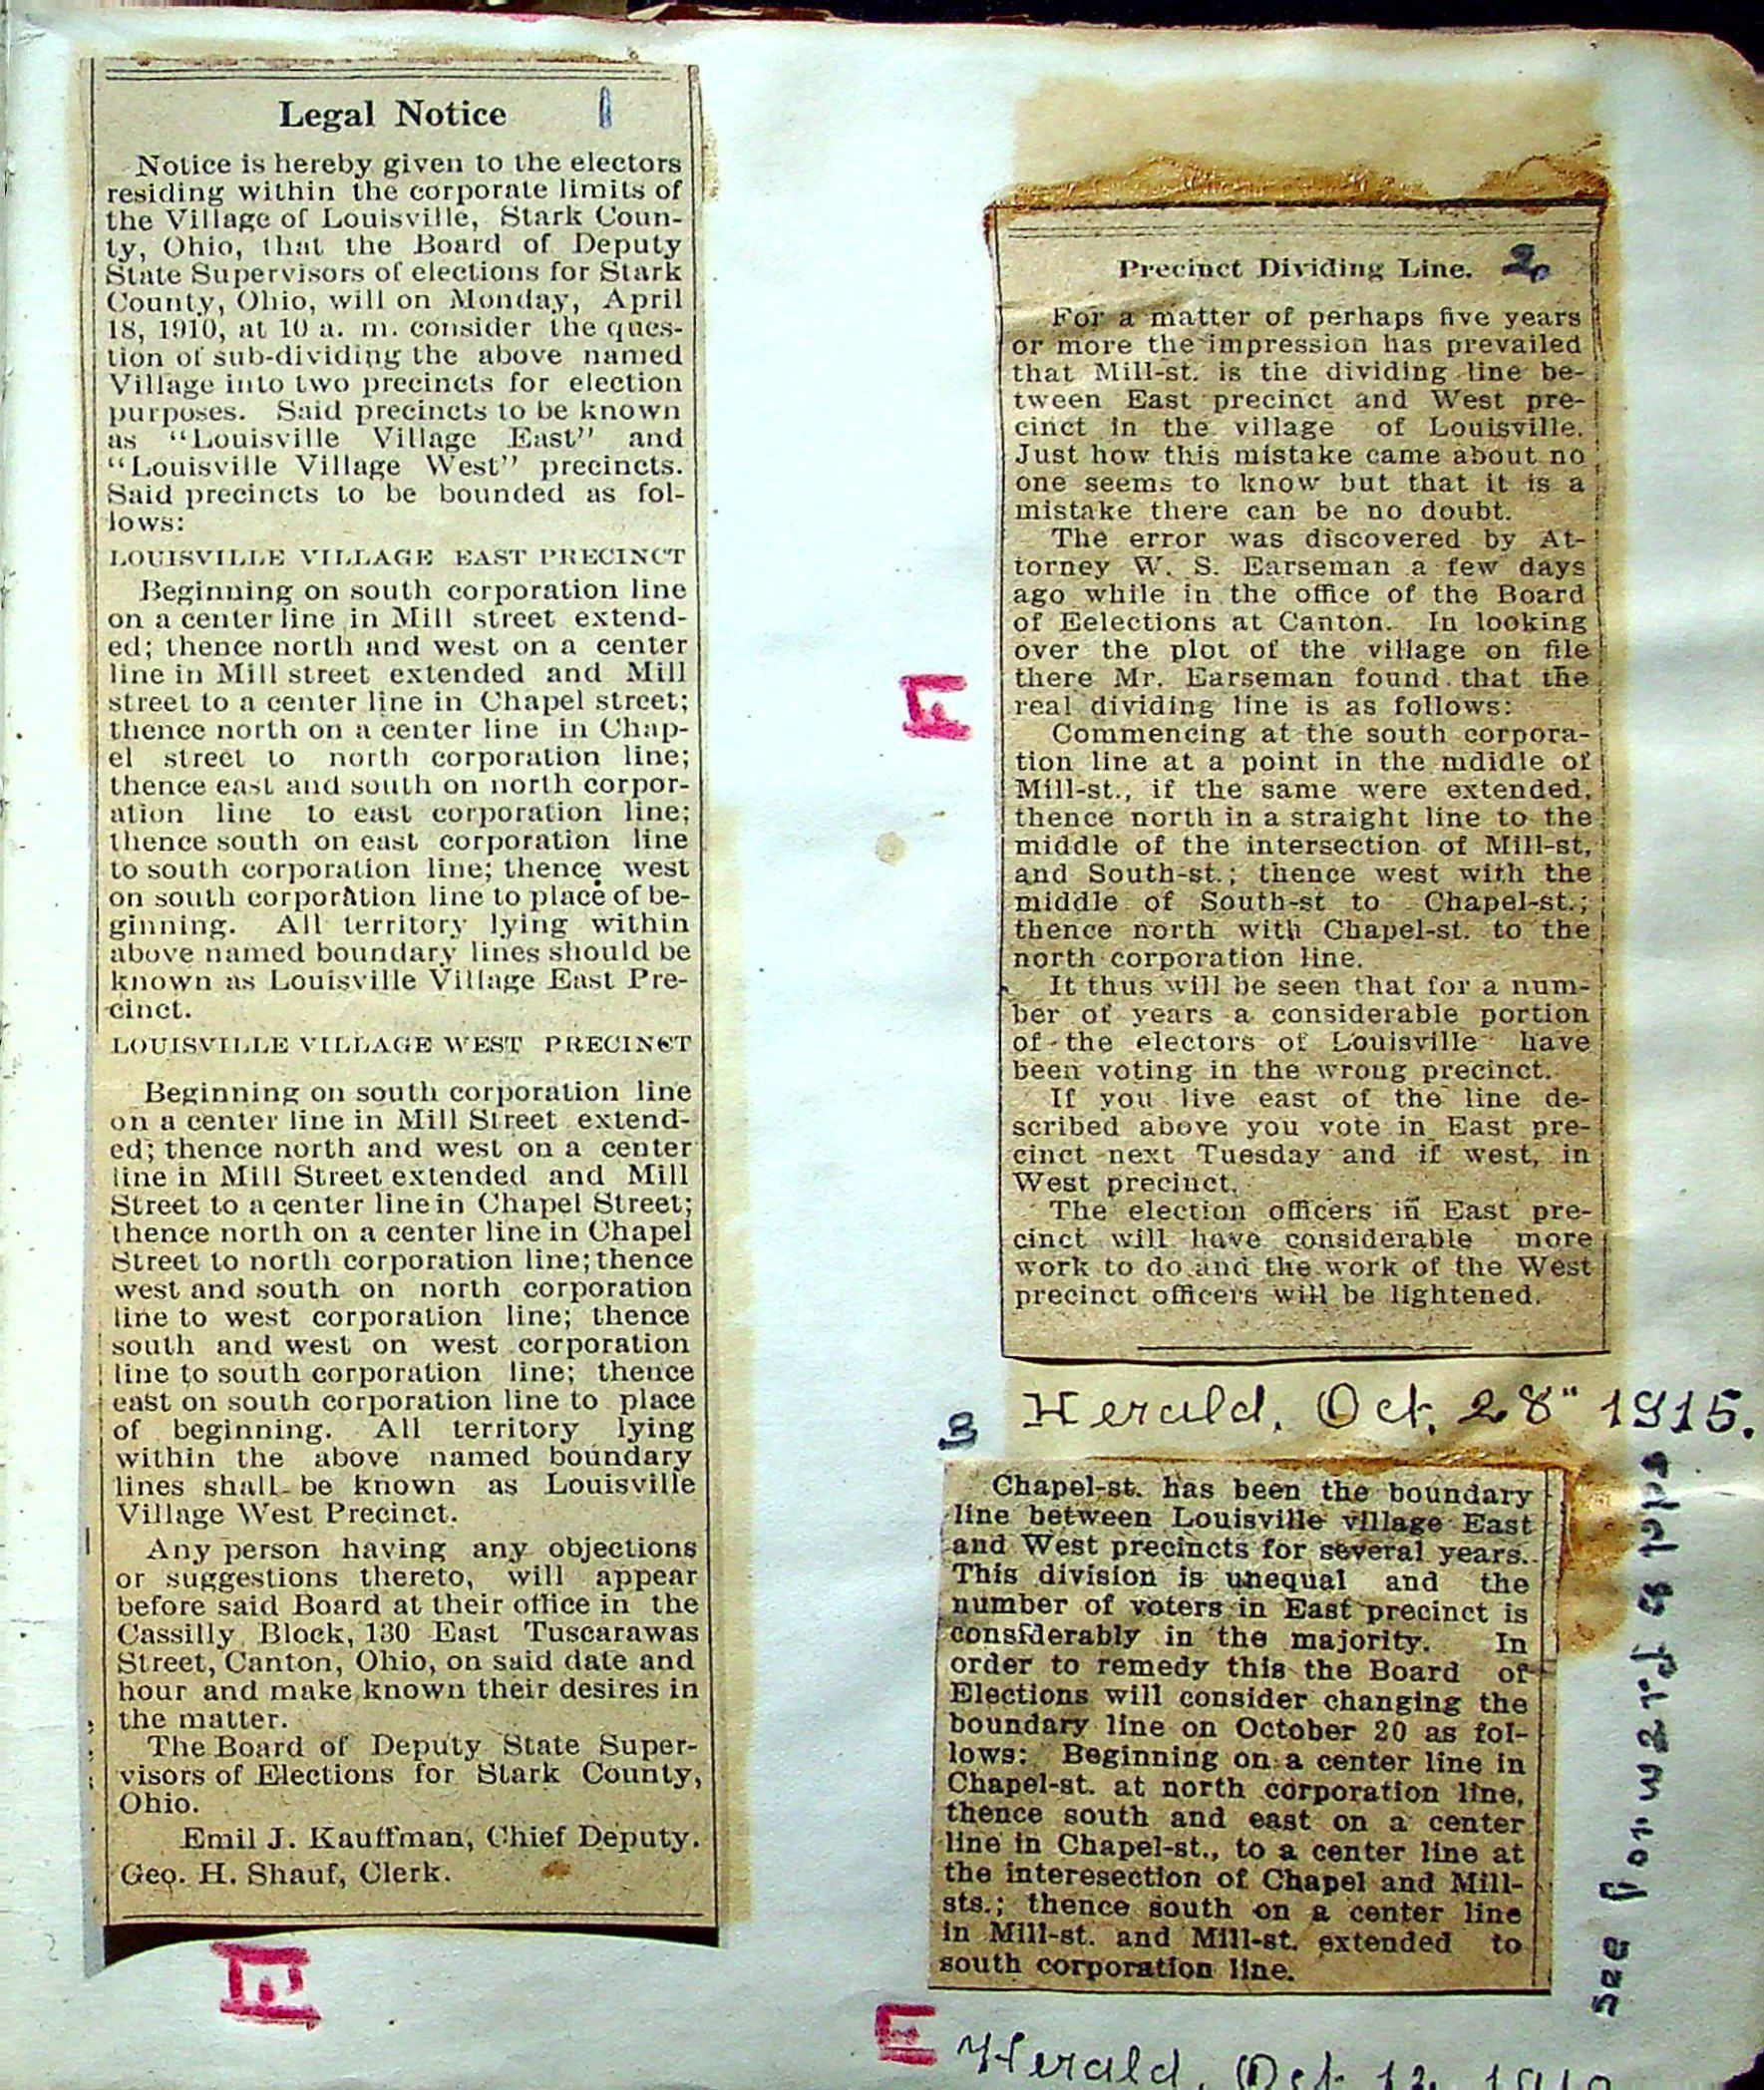 Legal Notice
1
Notice is hereby given to the electors
residing within the corporate limits of
the Village of Louisville, Stark Coun-
ty, Ohio, that the Board of Deputy
State Supervisors of elections for Stark
County, Ohio, will on Monday, April
18, 1910, at 10 a. m. consider the ques-
tion of sub-dividing the above named
Village into two precincts for election
purposes. Said precincts to be known
as "Louisville Village East" and
"Louisville Village West" precincts.
Said precincts to be bounded as fol-
lows:
LOUISVILLE VILLAGE EAST PRECINCT
Beginning on south corporation line
on a center line in Mill street extend-
ed; thence north and west on a center
line in Mill street extended and Mill
street to a center line in Chapel street;
thence north on a center line in Chap-
el street to north corporation line;
thence east and south on north corpor-
ation line to east corporation line;
thence south on east corporation line
to south corporation line; thence west
on south corporation line to place of be-
ginning. All territory lying within
above named boundary lines should be
known as Louisville Village East Pre-
cinct.
LOUISVILLE VILLAGE WEST PRECINCT
Beginning on south corporation line
on a center line in Mill Street extend-
ed; thence north and west on a center
line in Mill Street extended and Mill
Street to a center line in Chapel Street;
thence north on a center line in Chapel
Street to north corporation line; thence
west and south on north corporation
line to west corporation line; thence
south and west on west corporation
line to south corporation line; thence
east on south corporation line to place
of beginning. All territory lying
within the above named boundary
lines shall be known as Louisville
Village West Precinct.
Any person having any objections
or suggestions thereto, will appear
before said Board at their office in the
Cassilly Block, 130 East Tuscarawas
Street, Canton, Ohio, on said date and
hour and make known their desires in
the matter.
The Board of Deputy State Super-
visors of Elections for Stark County,
Ohio.
Emil J. Kauffman, Chief Deputy.
Geo. H. Shauf, Clerk.
E
Precinct Dividing Line.
2
For a matter of perhaps five years
or more the impression has prevailed
that Mill-st. is the dividing line be-
tween East precinct and West pre-
cinct in the village of Louisville.
Just how this mistake came about no
one seems to know but that it is a
mistake there can be no doubt.
The error was discovered by At-
torney W. S. Earseman a few days
ago while in the office of the Board
of Eelections at Canton. In looking
over the plot of the village on file
there Mr. Earseman found that the
real dividing line is as follows:
Commencing at the south corpora-
tion line at a point in the mdidle of
Mill-st., if the same were extended,
thence north in a straight line to the
middle of the intersection of Mill-st,
and South-st.; thence west with the
middle of South-st to Chapel-st.;
thence north with Chapel-st. to the
north corporation line.
It thus will be seen that for a num-
ber of years a considerable portion
of the electors of Louisville have
been voting in the wroug precinct.
If you live east of the line de-
scribed above you vote in East pre-
cinct next Tuesday and if west, in
West precinct.
The election officers in East pre-
cinct will have considerable more
work to do and the work of the West
precinct officers will be lightened.
E
Herald, Oct. 28" 1915.
3
Chapel-st. has been the boundary
line between Louisville village East
and West precincts for several years.
This division is unequal and the
number of voters in East precinct is
considerably in the majority. In
order to remedy this the Board of
Elections will consider changing the
boundary line on October 20 as fol-
lows: Beginning on a center line in
Chapel-st. at north corporation line,
thence south and east on a center
line in Chapel-st., to a center line at
the interesection of Chapel and Mill-
sts.; thence south on a center line
in Mill-st. and Mill-st. extended to
south corporation line.
see forward 9 pps
E
Herald, Oct. 12,